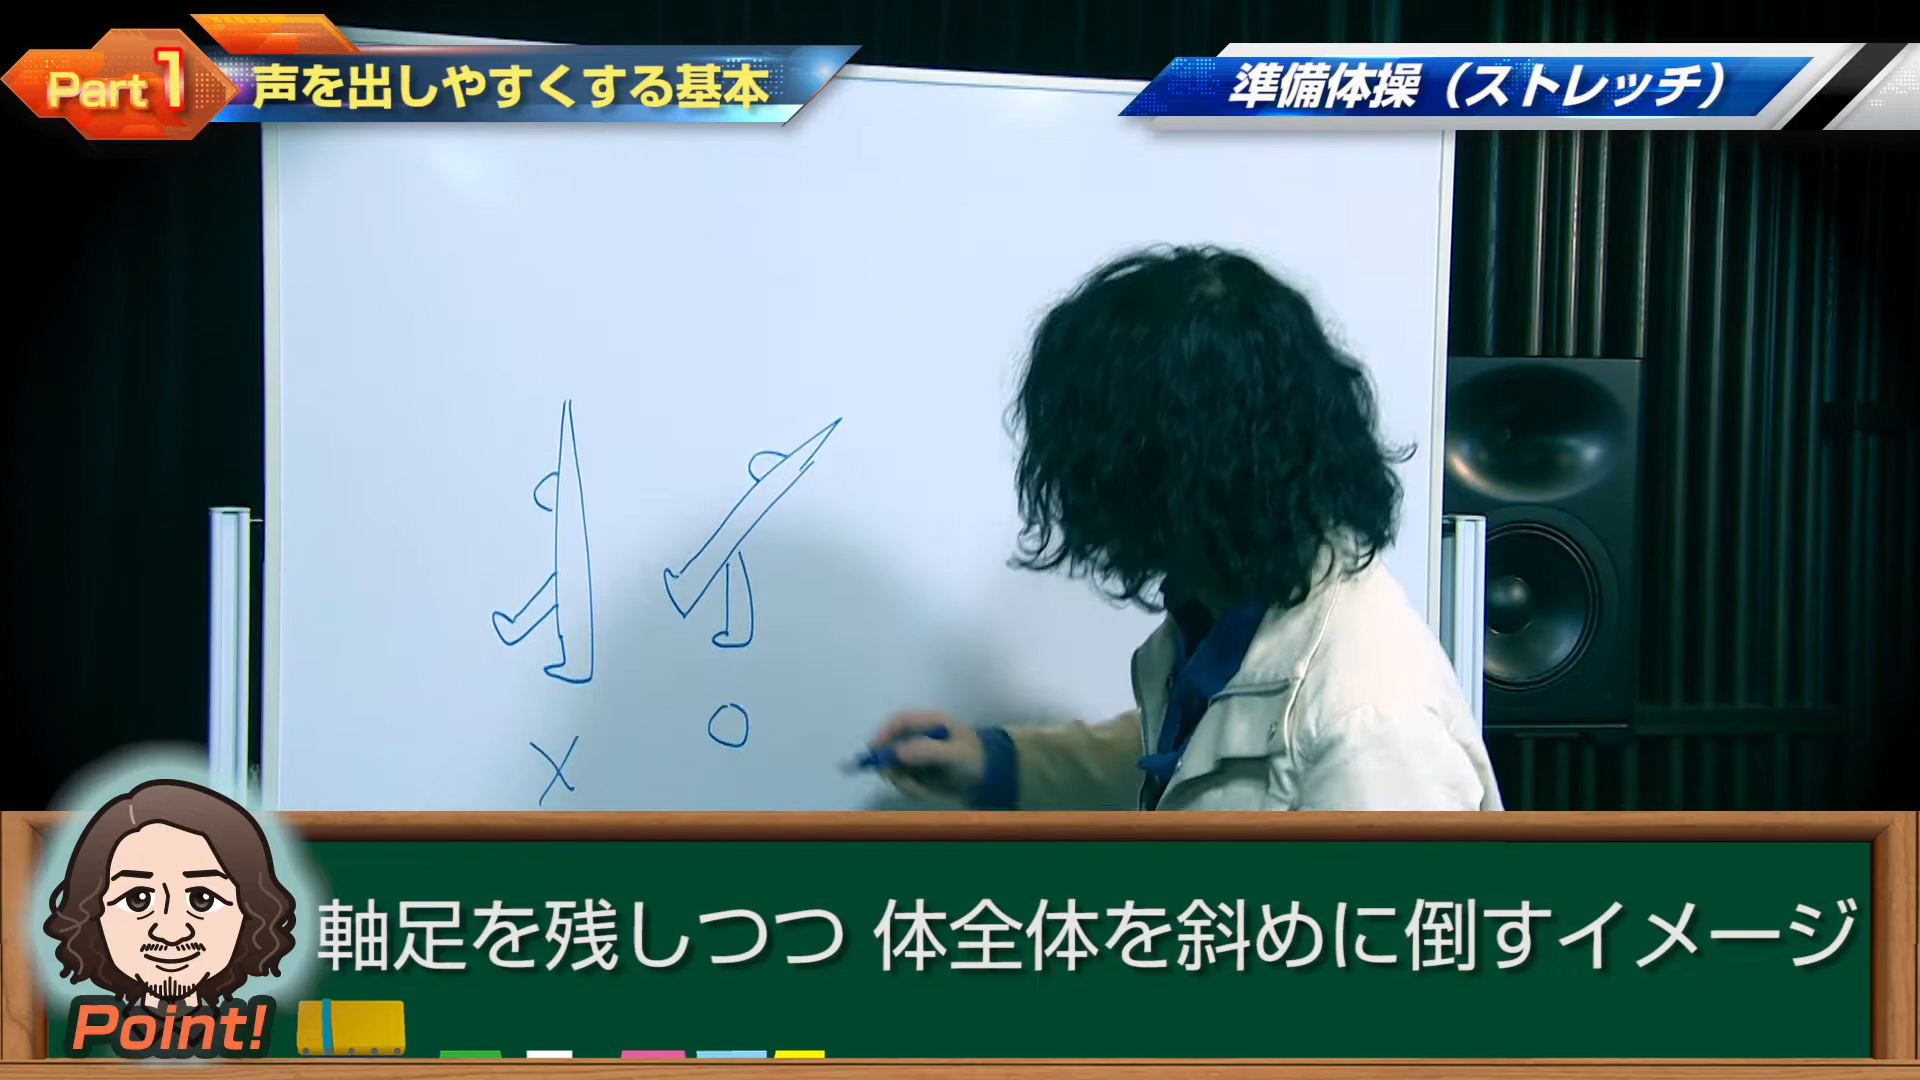 Part 1
声を出しやすくする基本
準備体操（ストレッチ）
軸足を残しつつ 体全体を斜めに倒すイメージ
Point!